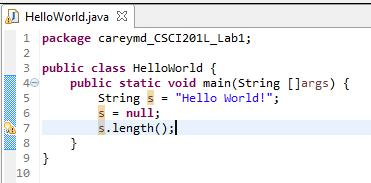 HelloWorld.java
1 package careymd_CSCI201L_Lab1;
2
3 public class HelloWorld {
4 public static void main(String []args) {
5 String s = "Hello World!";
6 s = null;
7 s.length();
8 }
9 }
10